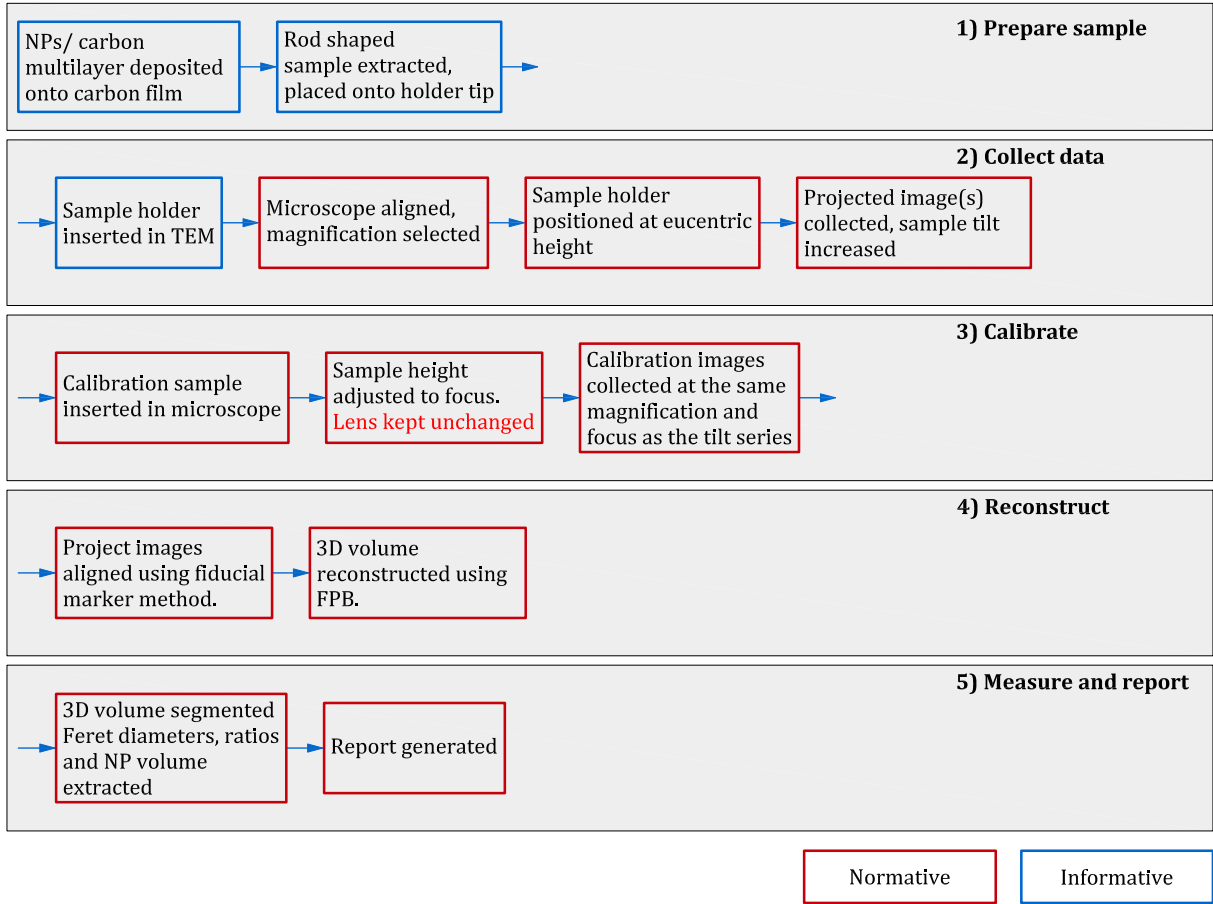 1) Prepare sample
NPs/ carbon
multilayer deposited
onto carbon film
Rod shaped
sample extracted,
placed onto holder tip
2) Collect data
Sample holder
inserted in TEM
Microscope aligned,
magnification selected
Sample holder
positioned at eucentric
height
Projected image(s)
collected, sample tilt
increased
3) Calibrate
Calibration sample
inserted in microscope
Sample height
adjusted to focus.
Lens kept unchanged
Calibration images
collected at the same
magnification and
focus as the tilt series
4) Reconstruct
Project images
aligned using fiducial
marker method.
3D volume
reconstructed using
FPB.
5) Measure and report
3D volume segmented
Feret diameters, ratios
and NP volume
extracted
Report generated
Normative
Informative